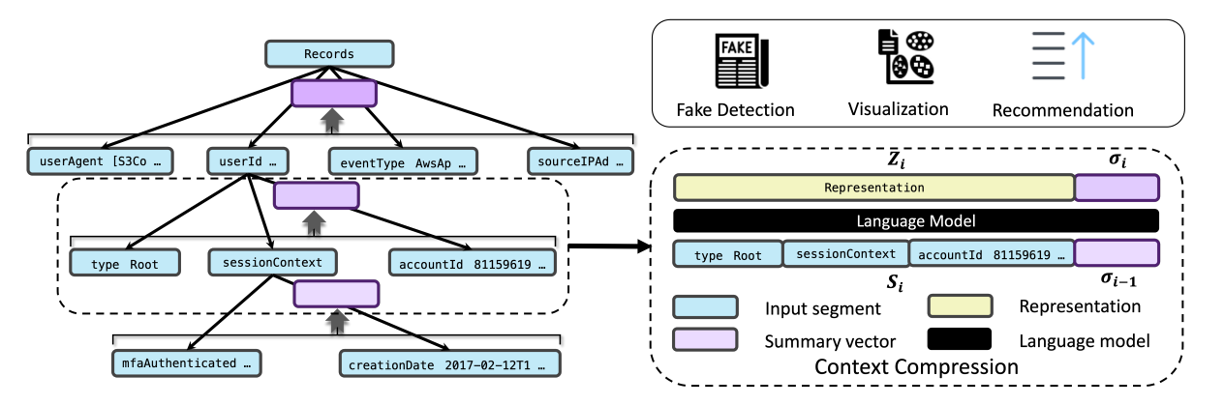 Records
userAgent [S3Co …
userId …
eventType AwsAp …
sourceIPAd …
type Root
sessionContext
accountId 81159619 …
mfaAuthenticated …
creationDate 2017-02-12T1 …
FAKE
Fake Detection
Visualization
Recommendation
Z_i
σ_i
Representation
Language Model
type Root
sessionContext
accountId 81159619 …
S_i
σ_{i−1}
Input segment
Representation
Summary vector
Language model
Context Compression